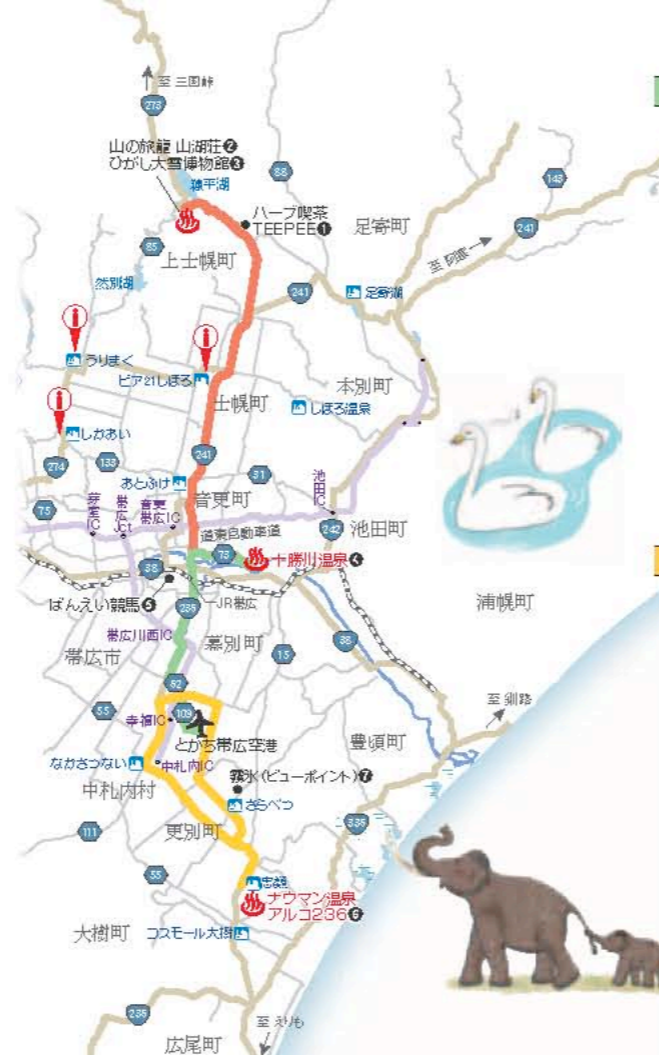 至 三国峠
273
山の旅籠 山湖荘❷
ひがし大雪博物館❸
糠平湖
88
143
ハーブ喫茶
TEEPEE❶
足寄町
241
至 阿寒
85
上士幌町
然別湖
241
足寄湖
うりまく
ピア21しほろ
本別町
士幌町
しほろ温泉
しかおい
241
274
133
31
おとふけ
池田IC
75
音更町
芽室IC
帯広Jct
音更
帯広IC
242
池田町
道東自動車道
73
十勝川温泉❹
38
JR帯広
ばんえい競馬❺
236
浦幌町
帯広川西IC
幕別町
38
帯広市
15
62
55
109
至 釧路
幸福IC
とかち帯広空港
豊頃町
なかさつない
中札内IC
中札内村
霧氷(ビューポイント)❼
さらべつ
111
更別町
336
55
忠類
ナウマン温泉
アルコ236❻
大樹町
コスモール大樹
236
至 えりも
広尾町